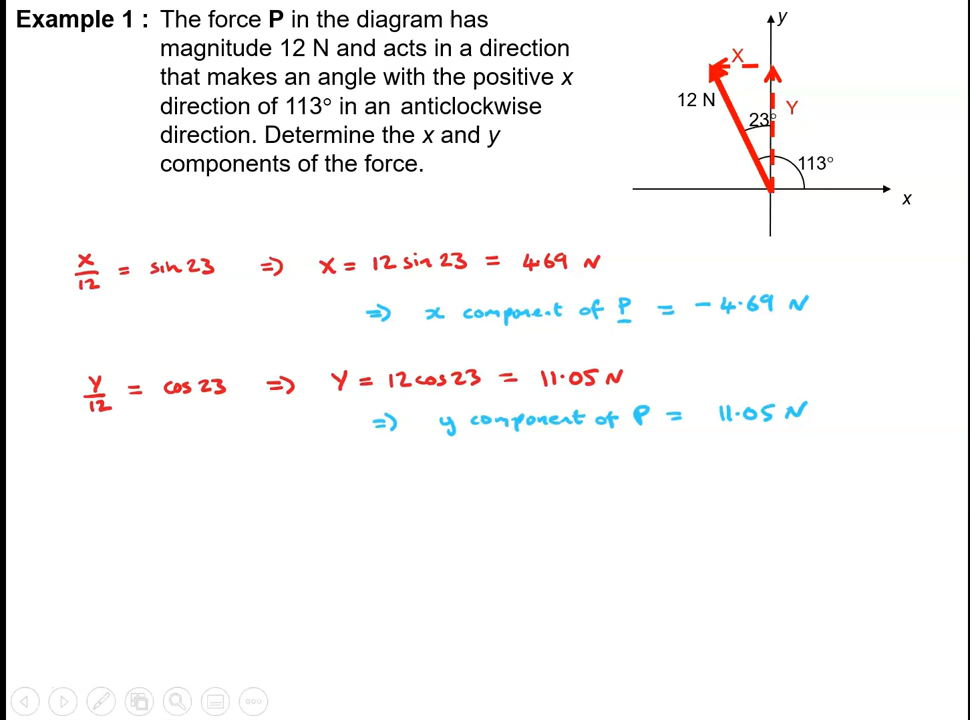 Example 1 : The force P in the diagram has
magnitude 12 N and acts in a direction
that makes an angle with the positive x
direction of 113° in an anticlockwise
direction. Determine the x and y
components of the force.
y
X
12 N
Y
23°
113°
x
X/12 = sin 23 ⇒ X = 12 sin 23 = 4.69 N
⇒ x component of P = - 4.69 N
Y/12 = cos 23 ⇒ Y = 12 cos 23 = 11.05 N
⇒ y component of P = 11.05 N